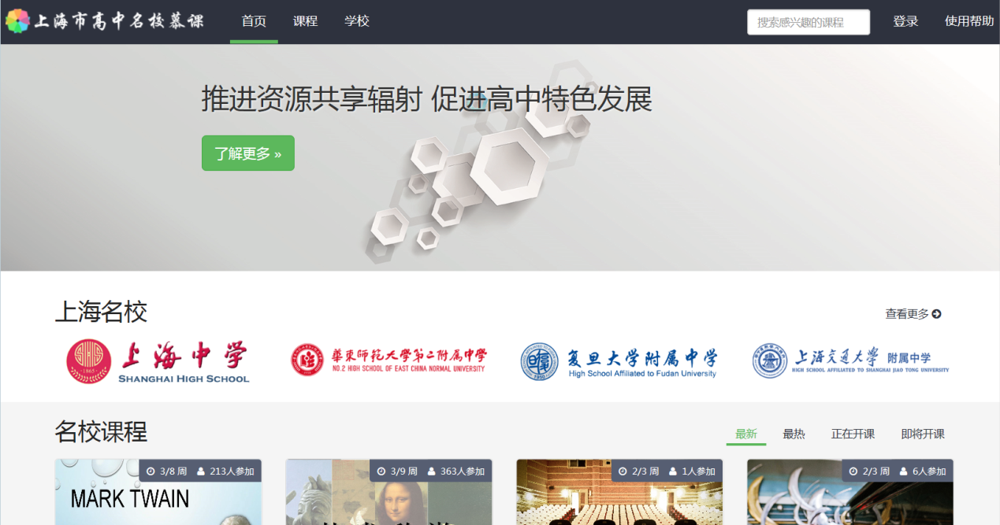 上海市高中名校慕课 首页 课程 学校 搜索感兴趣的课程 登录 使用帮助
推进资源共享辐射 促进高中特色发展
了解更多 »
上海名校 查看更多
·1865·
上海中学
SHANGHAI HIGH SCHOOL
華東師範大學第二附属中學
NO.2 HIGH SCHOOL OF EAST CHINA NORMAL UNIVERSITY
复旦大学附属中学
High School Affiliated to Fudan University
上海交通大学 附属中学
HIGH SCHOOL AFFILIATED TO SHANGHAI JIAO TONG UNIVERSITY
名校课程 最新 最热 正在开课 即将开课
3/8 周 213人参加
MARK TWAIN
3/9 周 363人参加
2/3 周 1人参加
2/3 周 6人参加